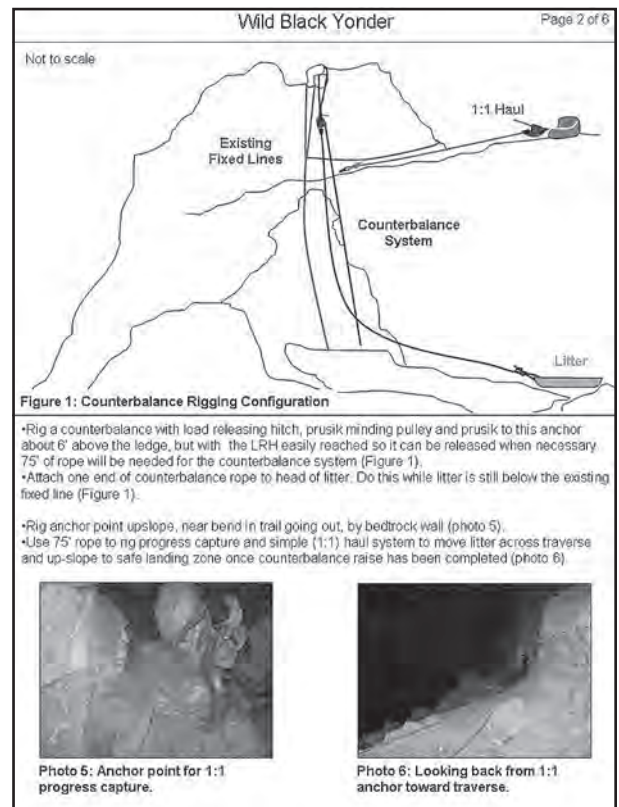 Wild Black Yonder
Page 2 of 6
Not to scale
1:1 Haul
Existing
Fixed Lines
Counterbalance
System
Litter
Figure 1: Counterbalance Rigging Configuration
•Rig a counterbalance with load releasing hitch, prusik minding pulley and prusik to this anchor
about 6' above the ledge, but with the LRH easily reached so it can be released when necessary
75' of rope will be needed for the counterbalance system (Figure 1).
•Attach one end of counterbalance rope to head of litter. Do this while litter is still below the existing
fixed line (Figure 1).
•Rig anchor point upslope, near bend in trail going out, by bedtrock wall (photo 5).
•Use 75' rope to rig progress capture and simple (1:1) haul system to move litter across traverse
and up-slope to safe landing zone once counterbalance raise has been completed (photo 6).
Photo 5: Anchor point for 1:1
progress capture.
Photo 6: Looking back from 1:1
anchor toward traverse.